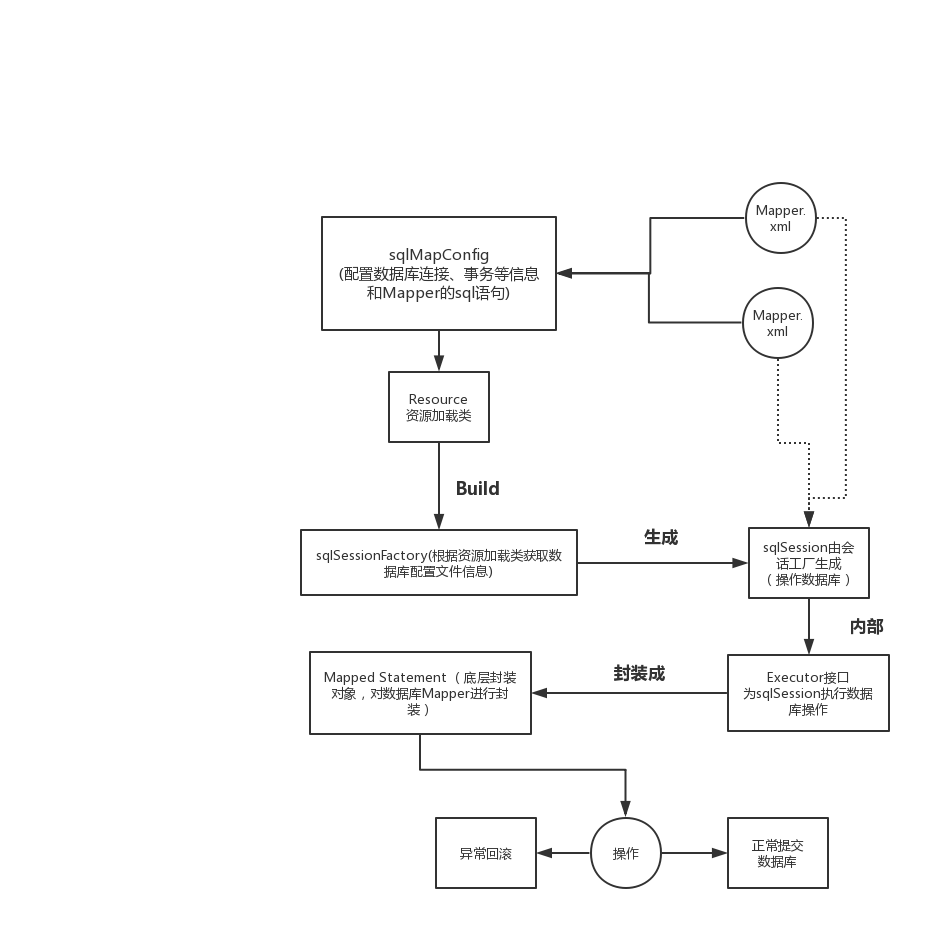 Mapper.
xml
sqlMapConfig
(配置数据库连接、事务等信息
和Mapper的sql语句)
Mapper.
xml
Resource
资源加载类
Build
生成
sqlSessionFactory(根据资源加载类获取数
据库配置文件信息)
sqlSession由会
话工厂生成
（操作数据库）
内部
封装成
Mapped Statement（底层封装
对象，对数据库Mapper进行封
装）
Executor接口
为sqlSession执行数据
库操作
异常回滚
操作
正常提交
数据库